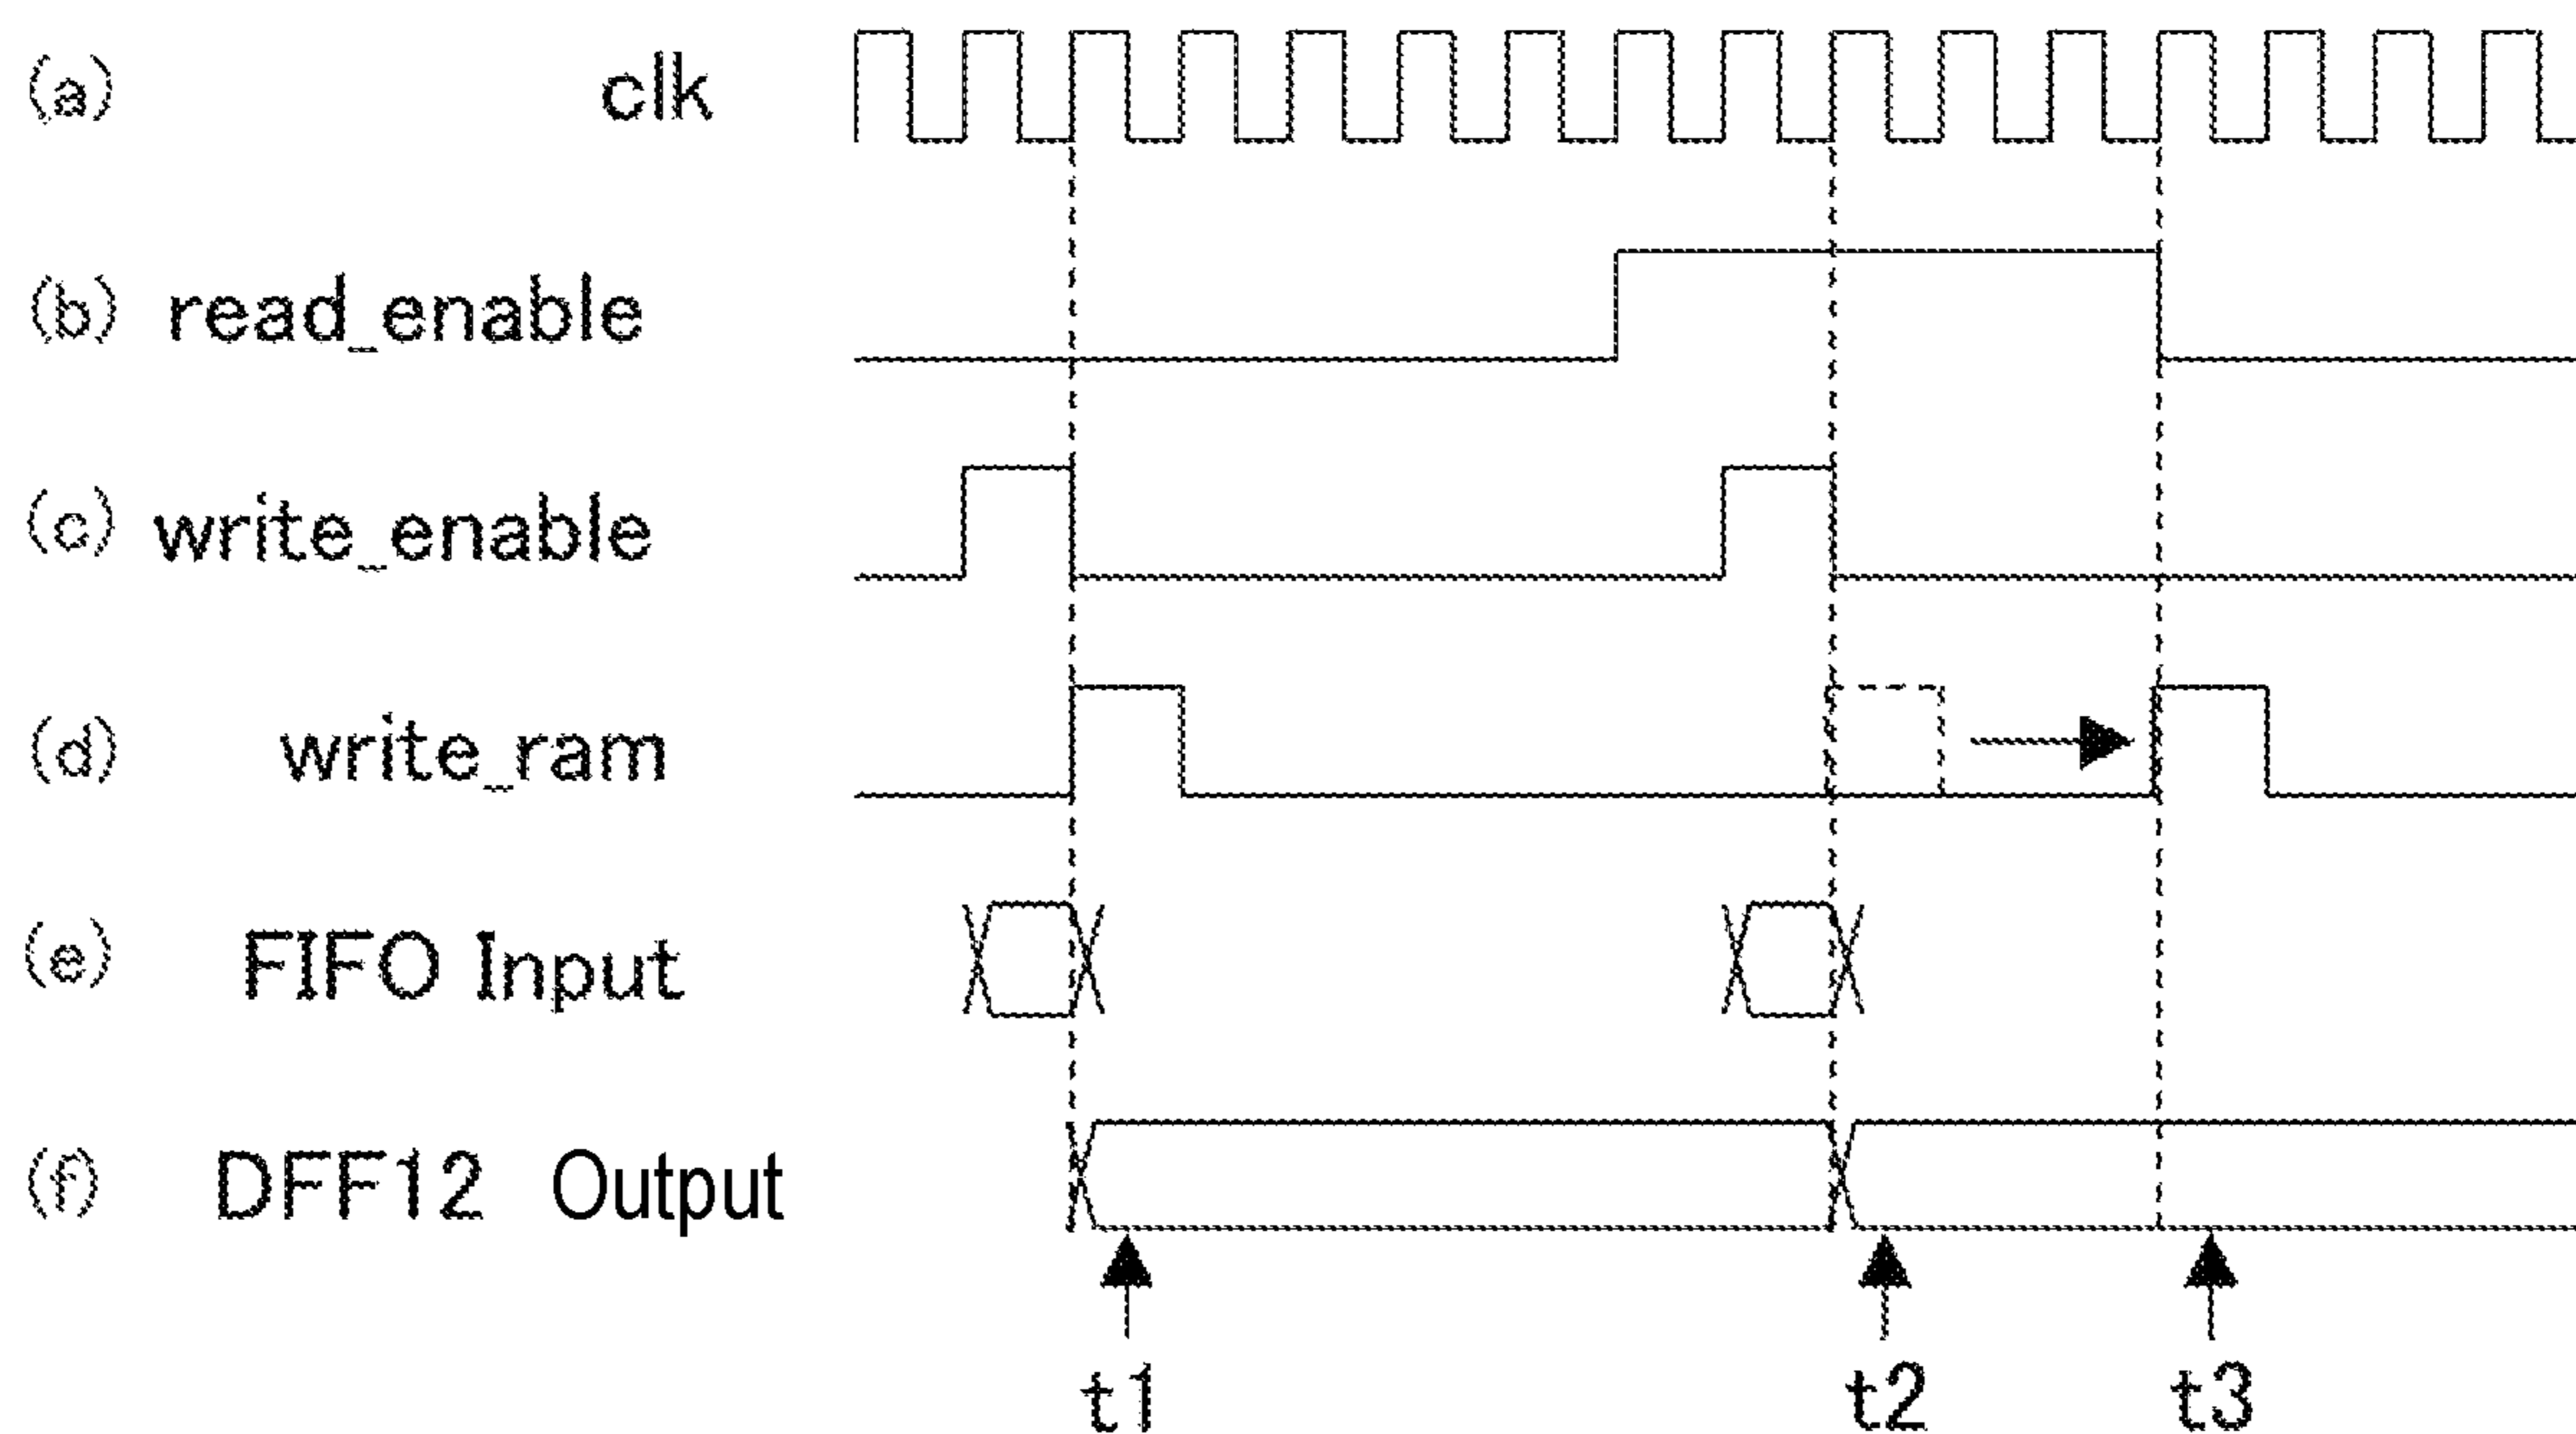 (a) clk
(b) read_enable
(c) write_enable
(d) write_ram
(e) FIFO Input
(f) DFF12 Output
t1 t2 t3